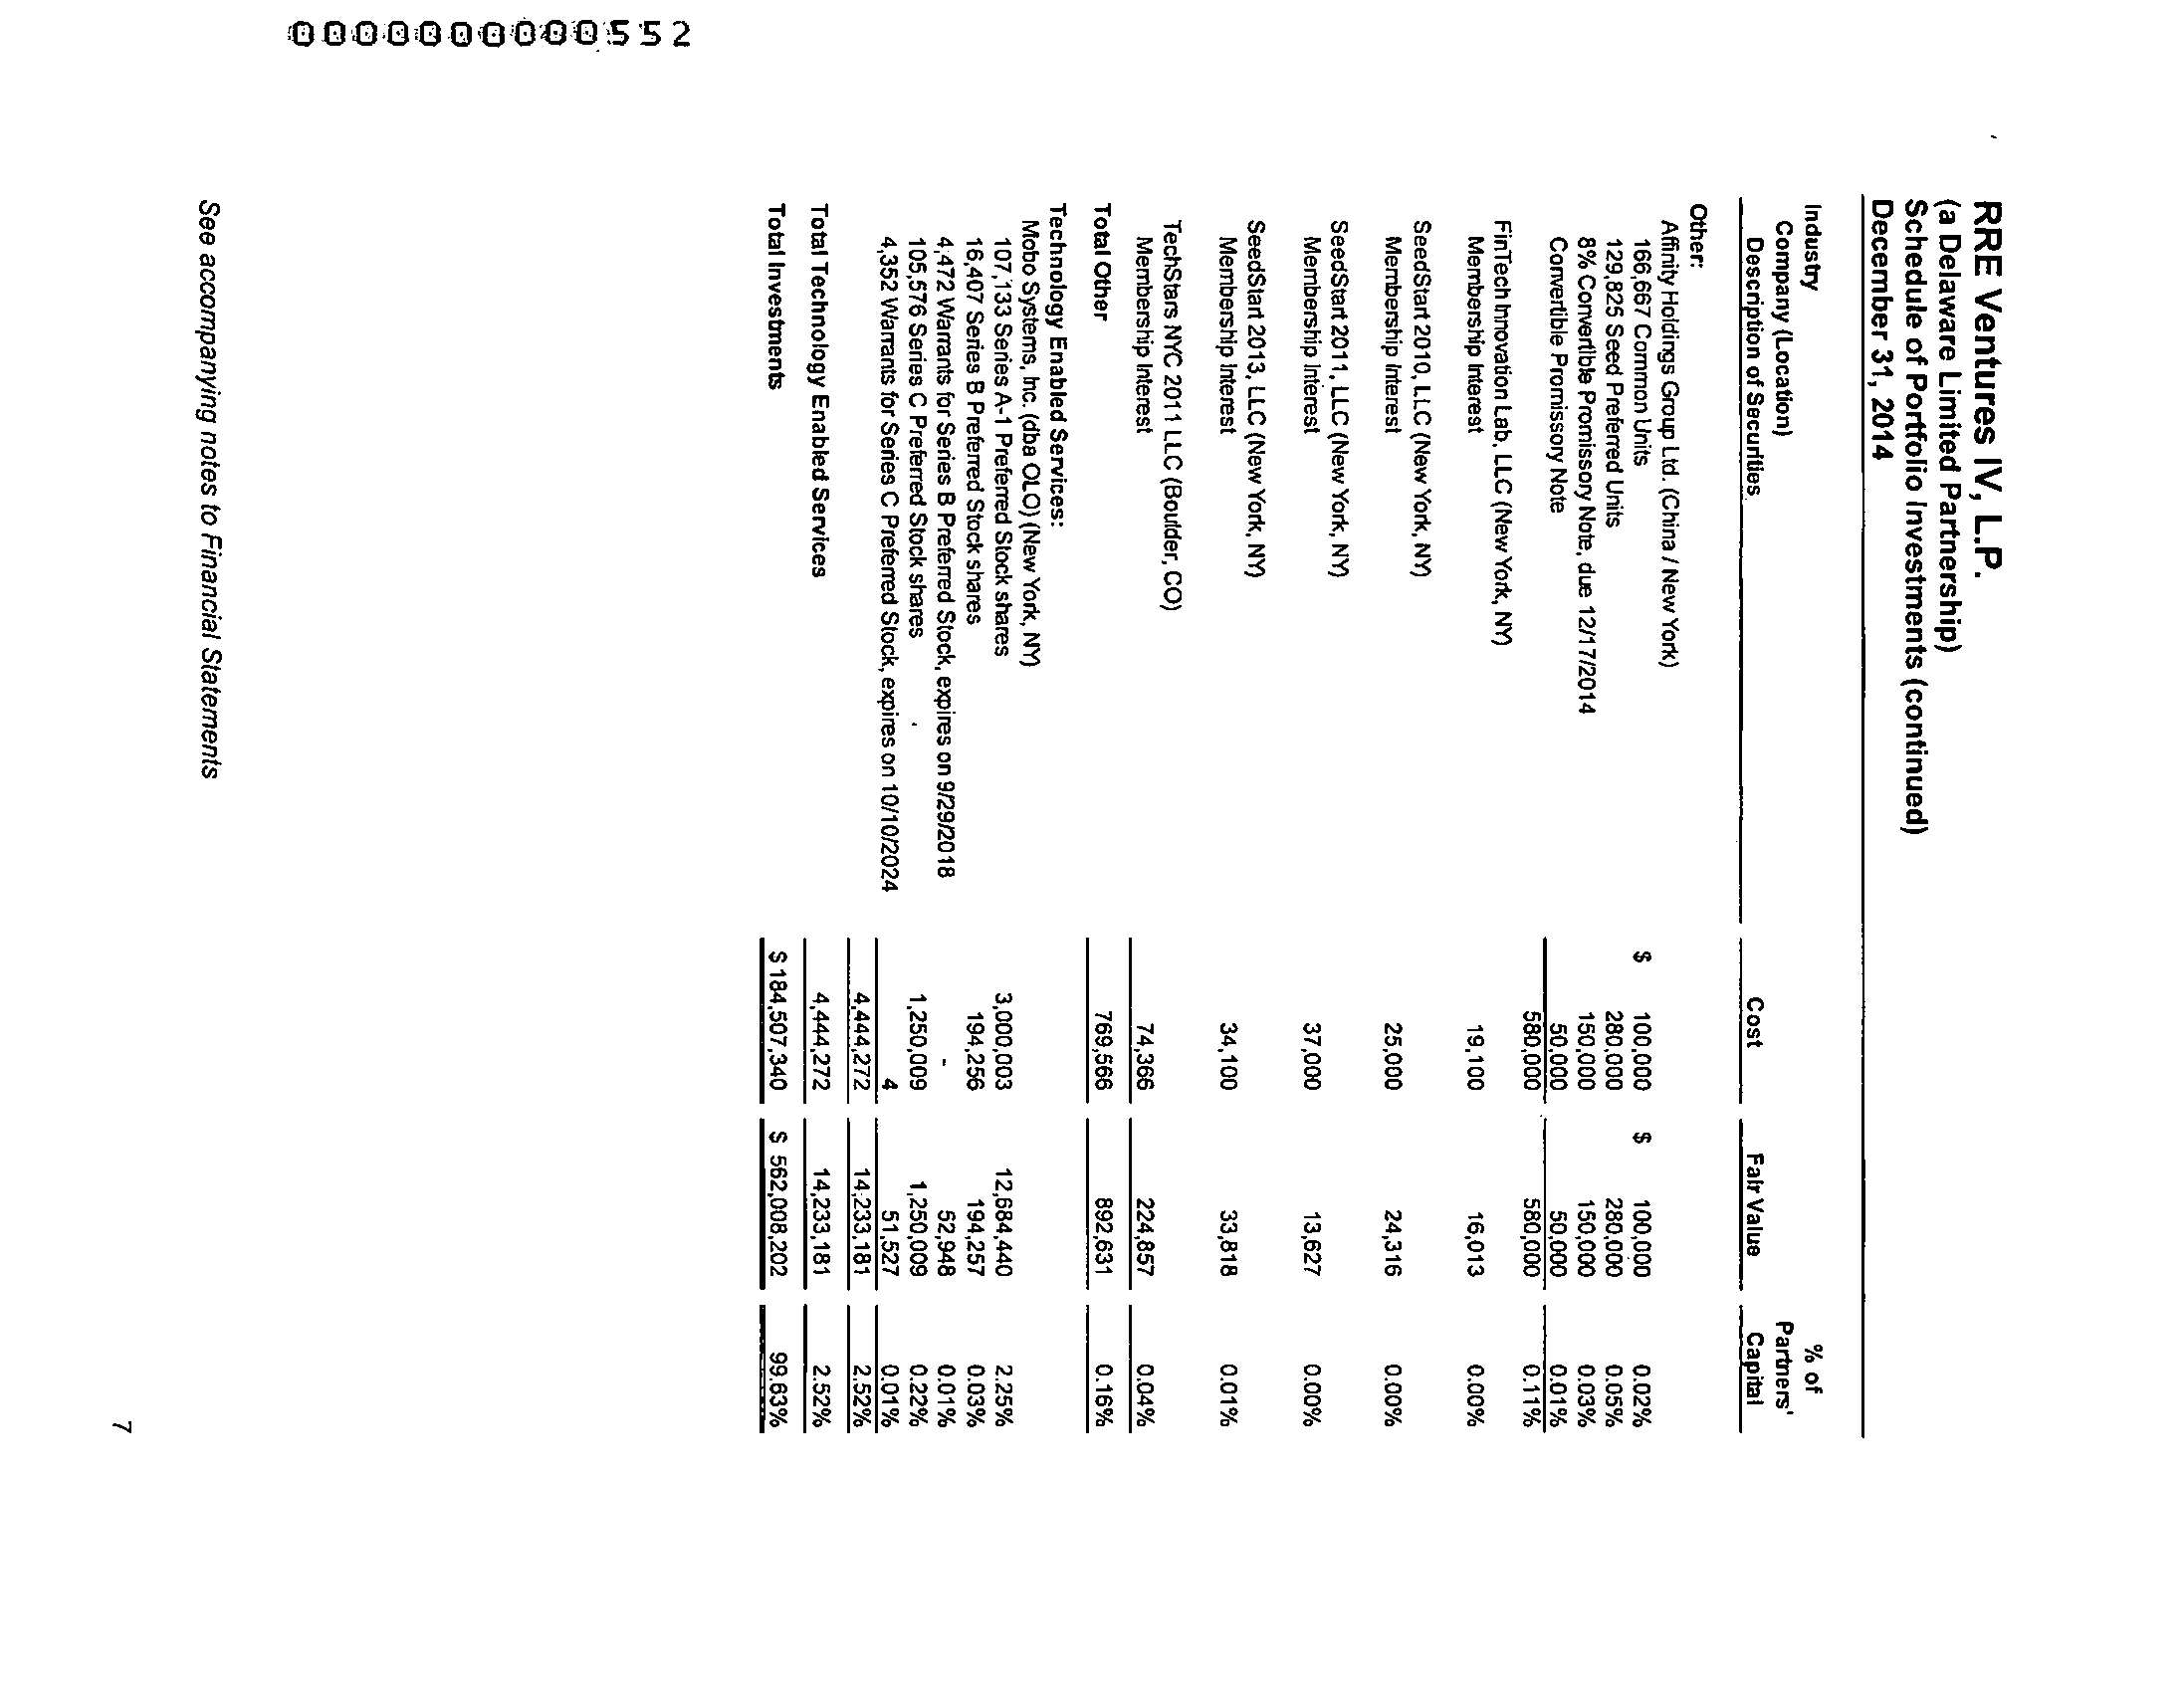 RRE Ventures IV, L.P.
(a Delaware Limited Partnership)
Schedule of Portfolio Investments (continued)
December 31, 2014
Industry % of
Company (Location) Partners'
Description of Securities Cost Fair Value Capital
Other:
Affinity Holdings Group Ltd. (China / New York)
166,667 Common Units $ 100,000 $ 100,000 0.02%
129,825 Seed Preferred Units 280,000 280,000 0.05%
8% Convertible Promissory Note, due 12/17/2014 150,000 150,000 0.03%
Convertible Promissory Note 50,000 50,000 0.01%
580,000 580,000 0.11%
FinTech Innovation Lab, LLC (New York, NY)
Membership Interest 19,100 16,013 0.00%
SeedStart 2010, LLC (New York, NY)
Membership Interest 25,000 24,316 0.00%
SeedStart 2011, LLC (New York, NY)
Membership Interest 37,000 13,627 0.00%
SeedStart 2013, LLC (New York, NY)
Membership Interest 34,100 33,818 0.01%
TechStars NYC 2011 LLC (Boulder, CO)
Membership Interest 74,366 224,857 0.04%
Total Other 769,566 892,631 0.16%
Technology Enabled Services:
Mobo Systems, Inc. (dba OLO) (New York, NY)
107,133 Series A-1 Preferred Stock shares 3,000,003 12,684,440 2.25%
16,407 Series B Preferred Stock shares 194,256 194,257 0.03%
4,472 Warrants for Series B Preferred Stock, expires on 9/29/2018 - 52,948 0.01%
105,576 Series C Preferred Stock shares 1,250,009 1,250,009 0.22%
4,352 Warrants for Series C Preferred Stock, expires on 10/10/2024 4 51,527 0.01%
4,444,272 14,233,181 2.52%
Total Technology Enabled Services 4,444,272 14,233,181 2.52%
Total Investments $ 184,507,340 $ 562,008,202 99.63%
See accompanying notes to Financial Statements
7
0000000000552